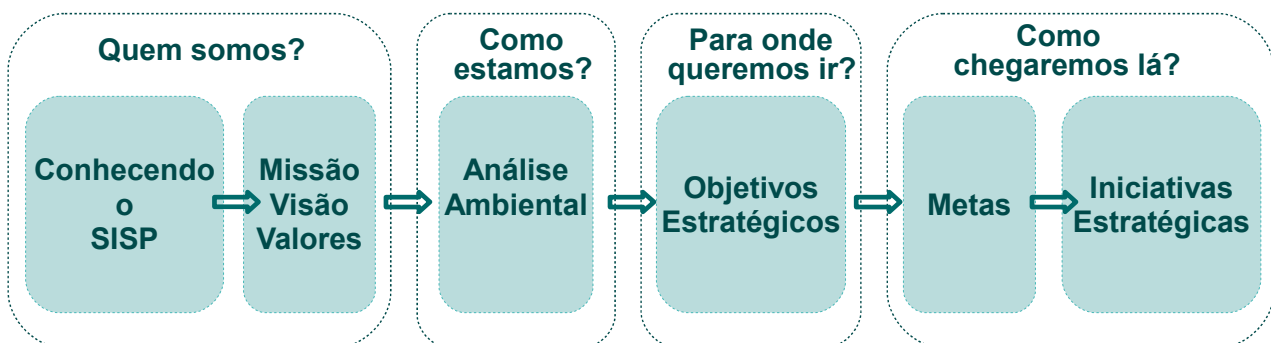 Quem somos?
Conhecendo
o
SISP
Missão
Visão
Valores
Como
estamos?
Análise
Ambiental
Para onde
queremos ir?
Objetivos
Estratégicos
Como
chegaremos lá?
Metas
Iniciativas
Estratégicas